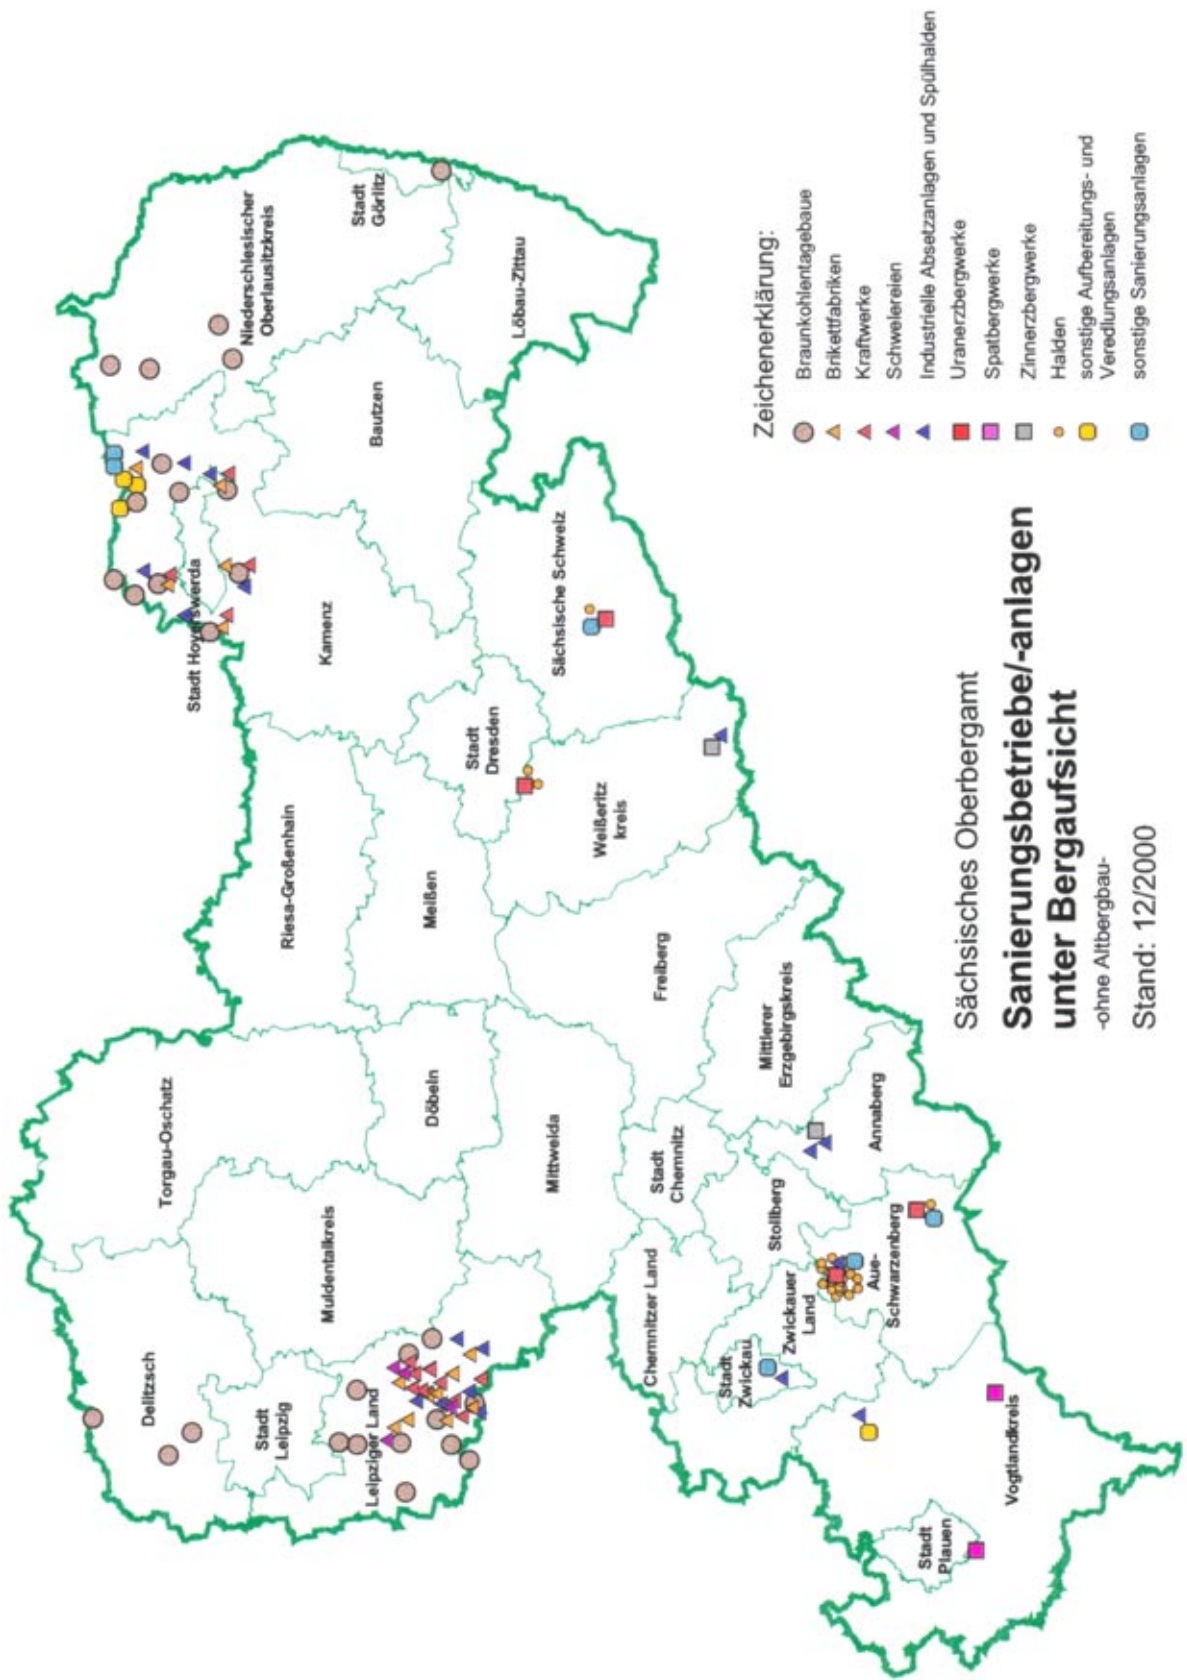 Delitzsch
Torgau-Oschatz
Stadt
Leipzig
Muldentalkreis
Leipziger Land
Riesa-Großenhain
Döbeln
Meißen
Stadt Hoyerswerda
Kamenz
Niederschlesischer
Oberlausitzkreis
Stadt
Görlitz
Bautzen
Löbau-Zittau
Stadt
Dresden
Sächsische Schweiz
Weißeritz
kreis
Mittweida
Freiberg
Chemnitzer Land
Stadt
Chemnitz
Mittlerer
Erzgebirgskreis
Stollberg
Annaberg
Stadt
Zwickau
Zwickauer
Land
Aue-
Schwarzenberg
Vogtlandkreis
Stadt
Plauen
Sächsisches Oberbergamt
Sanierungsbetriebe/-anlagen
unter Bergaufsicht
-ohne Altbergbau-
Stand: 12/2000
Zeichenerklärung:
Braunkohlentagebaue
Brikettfabriken
Kraftwerke
Schwelereien
Industrielle Absetzanlagen und Spülhalden
Uranerzbergwerke
Spatbergwerke
Zinnerzbergwerke
Halden
sonstige Aufbereitungs- und
Veredlungsanlagen
sonstige Sanierungsanlagen